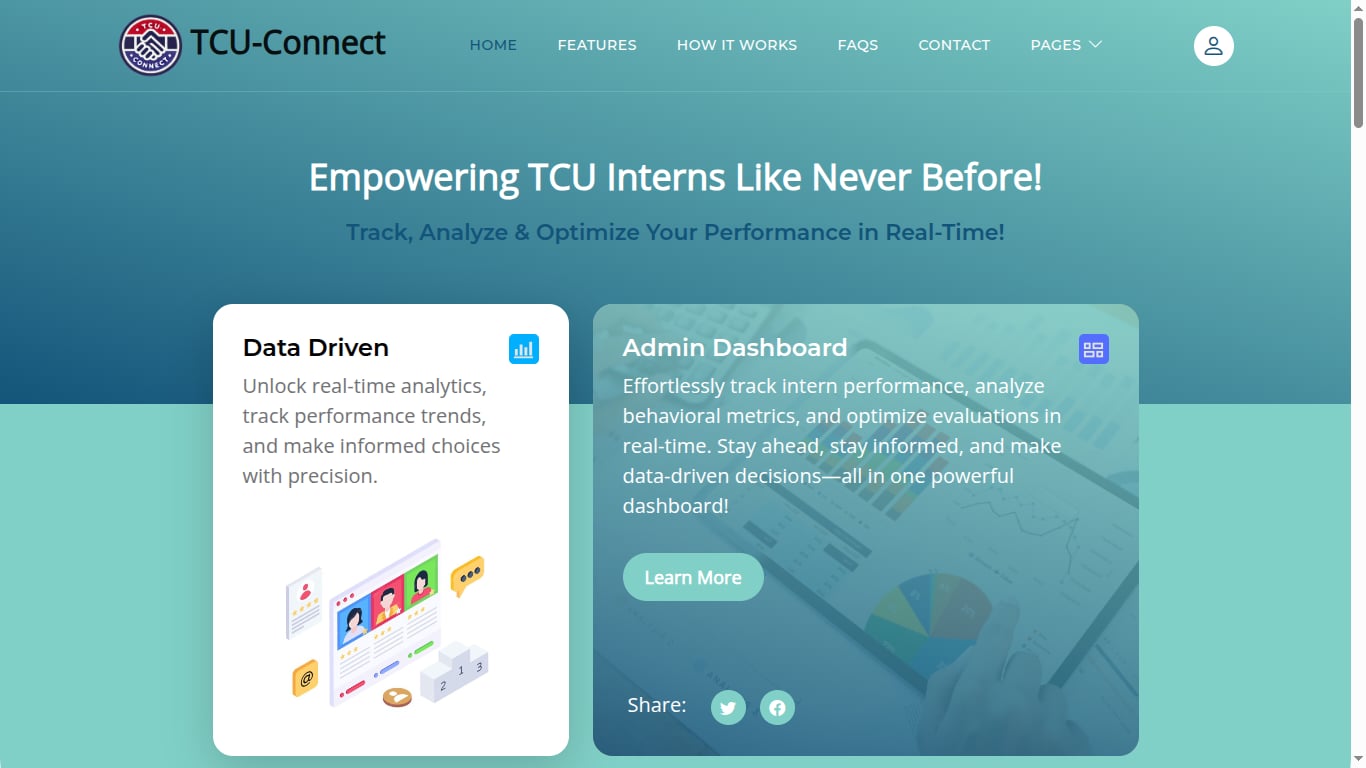 TCU
CONNECT
TCU-Connect
HOME
FEATURES
HOW IT WORKS
FAQS
CONTACT
PAGES
Empowering TCU Interns Like Never Before!
Track, Analyze & Optimize Your Performance in Real-Time!
Data Driven
Unlock real-time analytics,
track performance trends,
and make informed choices
with precision.
@
2
1
3
Admin Dashboard
Effortlessly track intern performance, analyze
behavioral metrics, and optimize evaluations in
real-time. Stay ahead, stay informed, and make
data-driven decisions—all in one powerful
dashboard!
Learn More
Share: